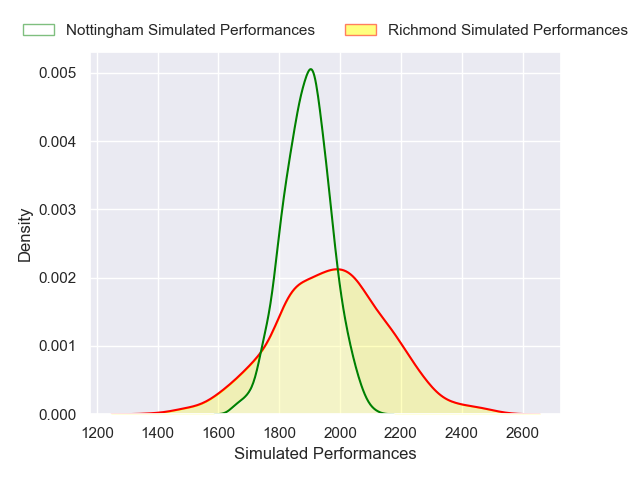 Nottingham Simulated Performances
Richmond Simulated Performances
0.005
0.004
0.003
0.002
0.001
0.000
Density
1200 1400 1600 1800 2000 2200 2400 2600
Simulated Performances